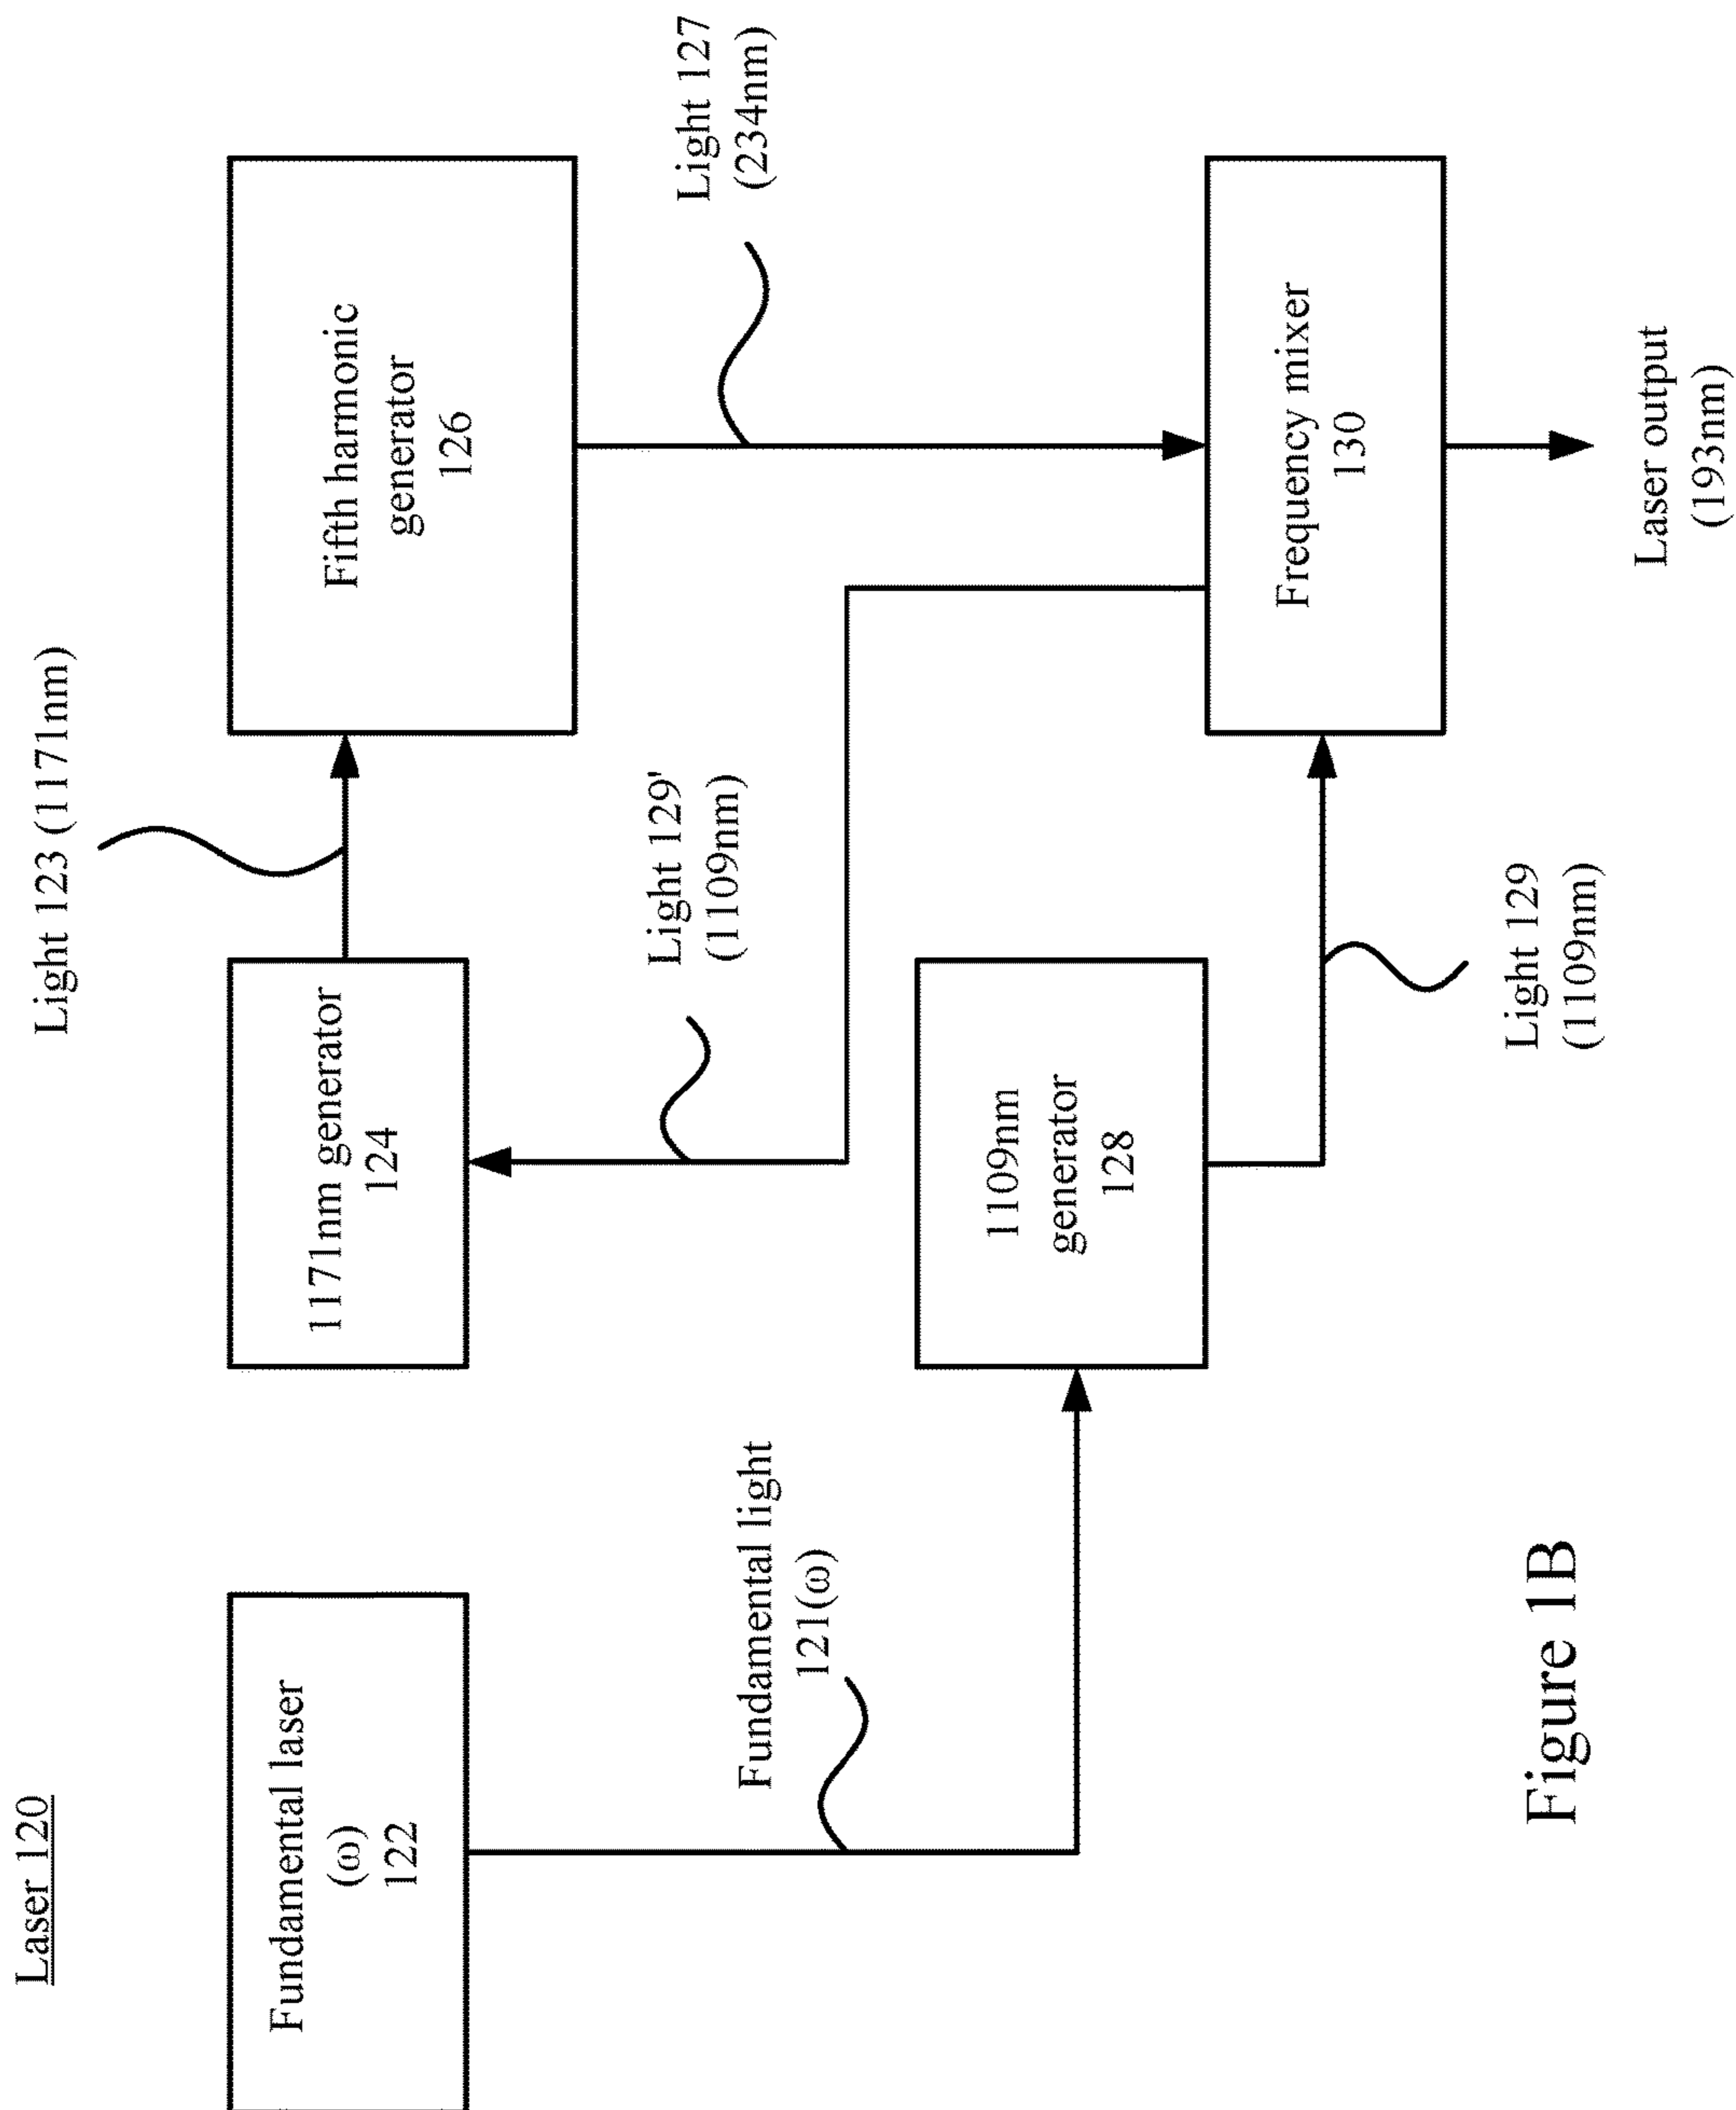 Laser 120
Fundamental laser
(ω)
122
Fundamental light
121(ω)
1171nm generator
124
Light 123 (1171nm)
Fifth harmonic
generator
126
Light 127
(234nm)
Light 129'
(1109nm)
1109nm
generator
128
Light 129
(1109nm)
Frequency mixer
130
Laser output
(193nm)
Figure 1B